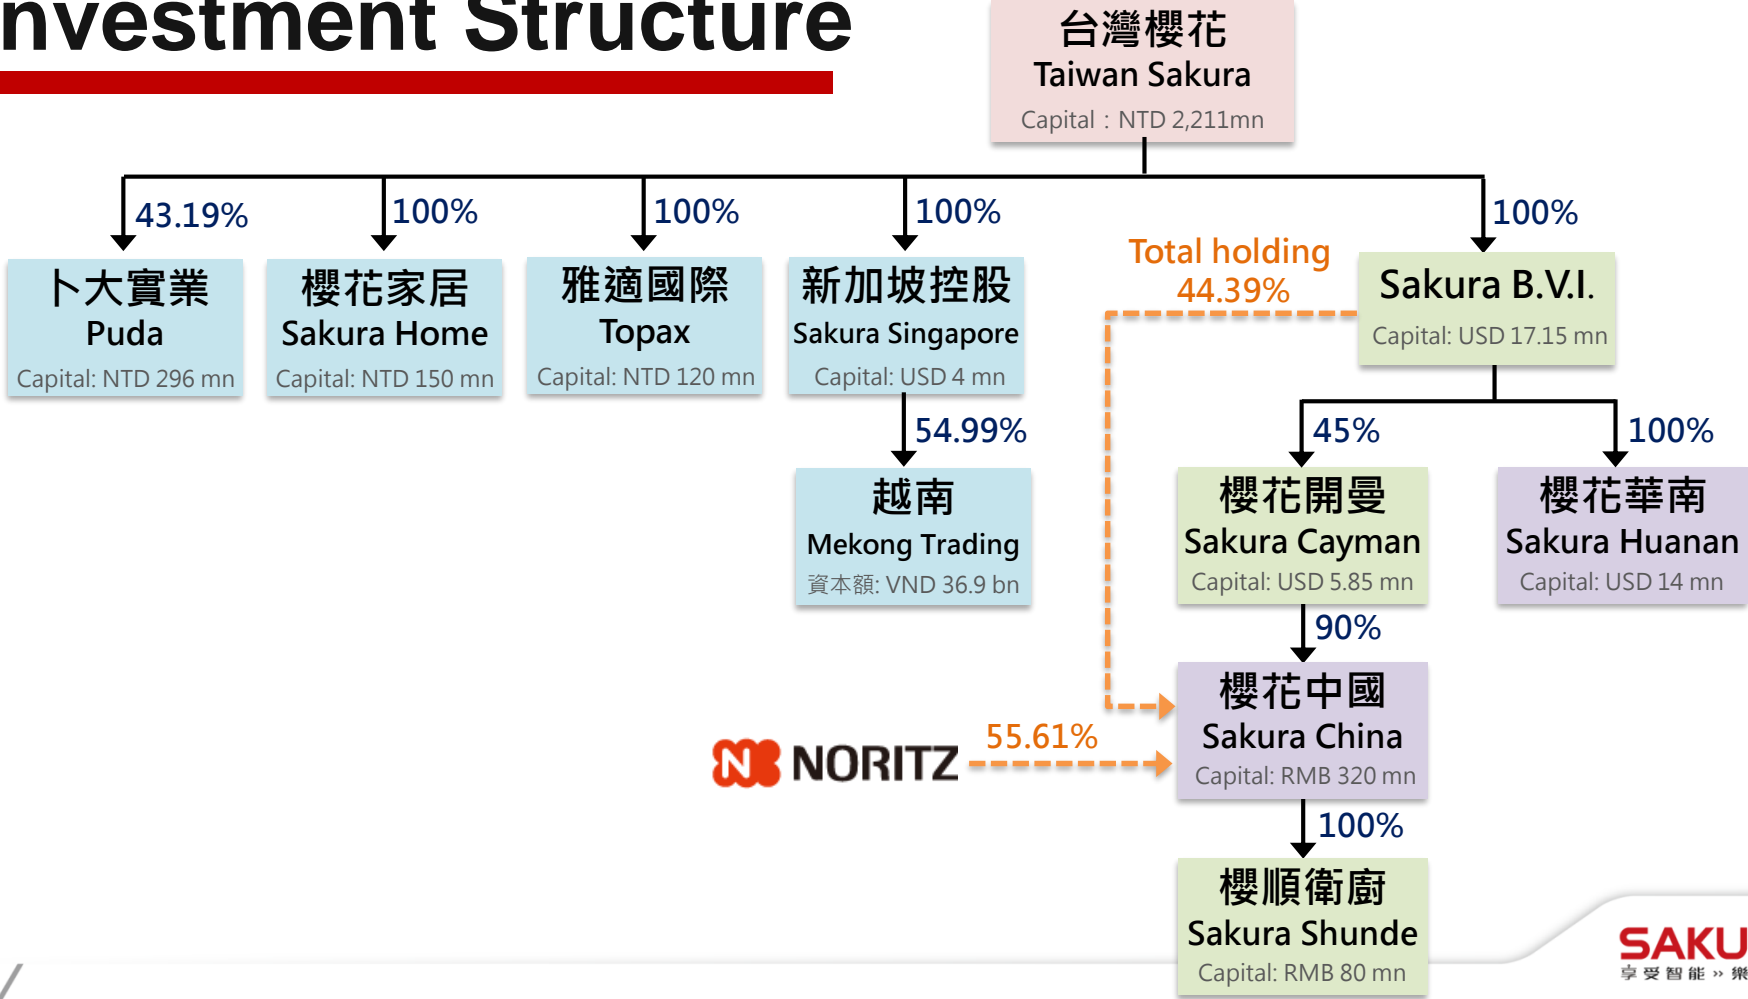 nvestment Structure
台灣櫻花
Taiwan Sakura
Capital：NTD 2,211mn
43.19%
100%
100%
100%
100%
卜大實業
Puda
Capital: NTD 296 mn
櫻花家居
Sakura Home
Capital: NTD 150 mn
雅適國際
Topax
Capital: NTD 120 mn
新加坡控股
Sakura Singapore
Capital: USD 4 mn
Total holding
44.39%
Sakura B.V.I.
Capital: USD 17.15 mn
54.99%
45%
100%
越南
Mekong Trading
資本額: VND 36.9 bn
櫻花開曼
Sakura Cayman
Capital: USD 5.85 mn
櫻花華南
Sakura Huanan
Capital: USD 14 mn
90%
N NORITZ
55.61%
櫻花中國
Sakura China
Capital: RMB 320 mn
100%
櫻順衛廚
Sakura Shunde
Capital: RMB 80 mn
SAKU
享受智能»樂